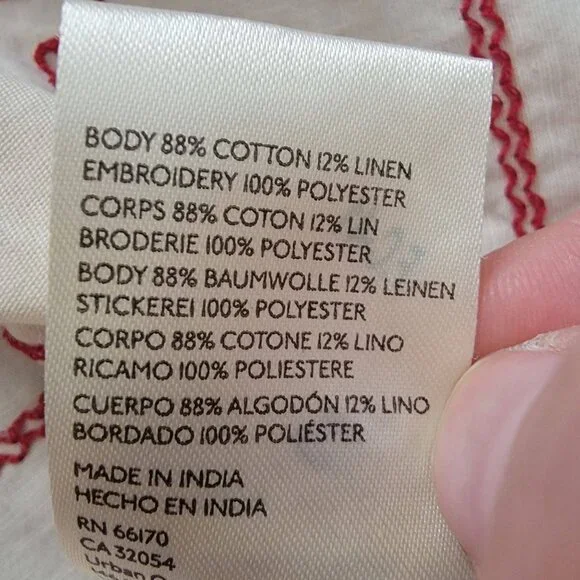 BODY 88% COTTON 12% LINEN
EMBROIDERY 100% POLYESTER
CORPS 88% COTON 12% LIN
BRODERIE 100% POLYESTER
BODY 88% BAUMWOLLE 12% LEINEN
STICKEREI 100% POLYESTER
CORPO 88% COTONE 12% LINO
RICAMO 100% POLIESTERE
CUERPO 88% ALGODÓN 12% LINO
BORDADO 100% POLIÉSTER
MADE IN INDIA
HECHO EN INDIA
RN 66170
CA 32054
Urban